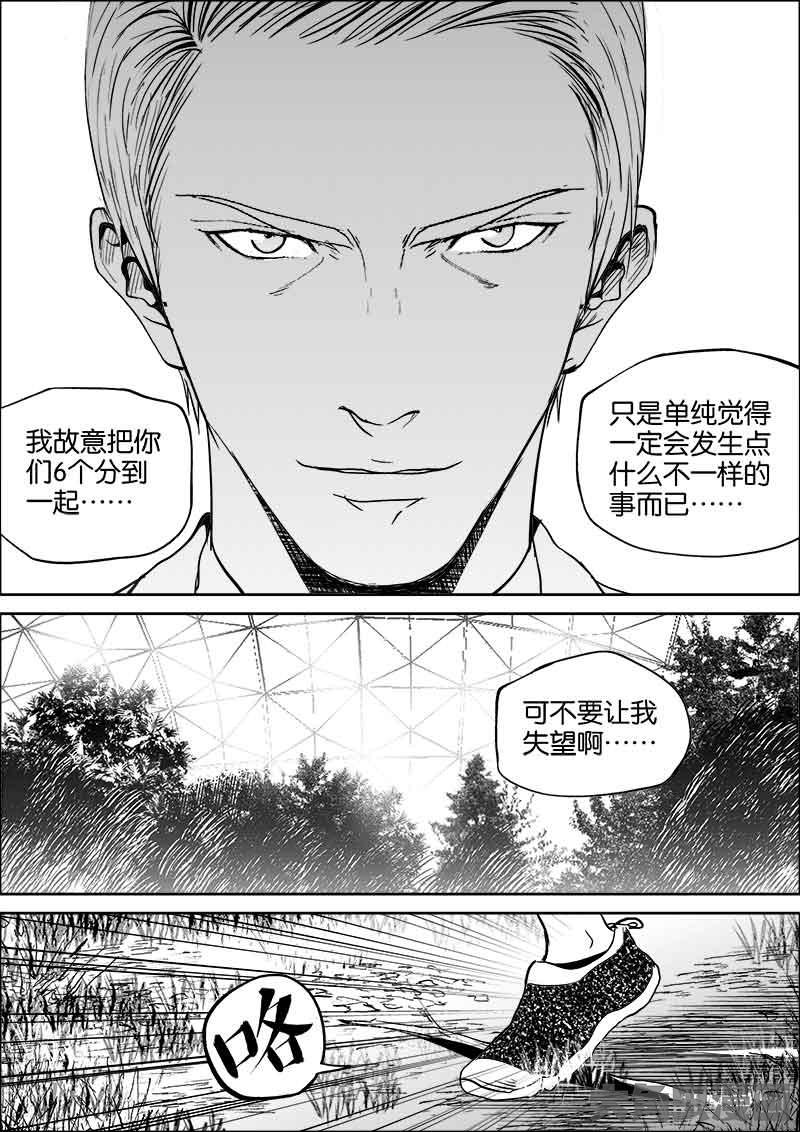 我故意把你
们6个分到
一起……
只是单纯觉得
一定会发生点
什么不一样的
事而已……
可不要让我
失望啊……
咯